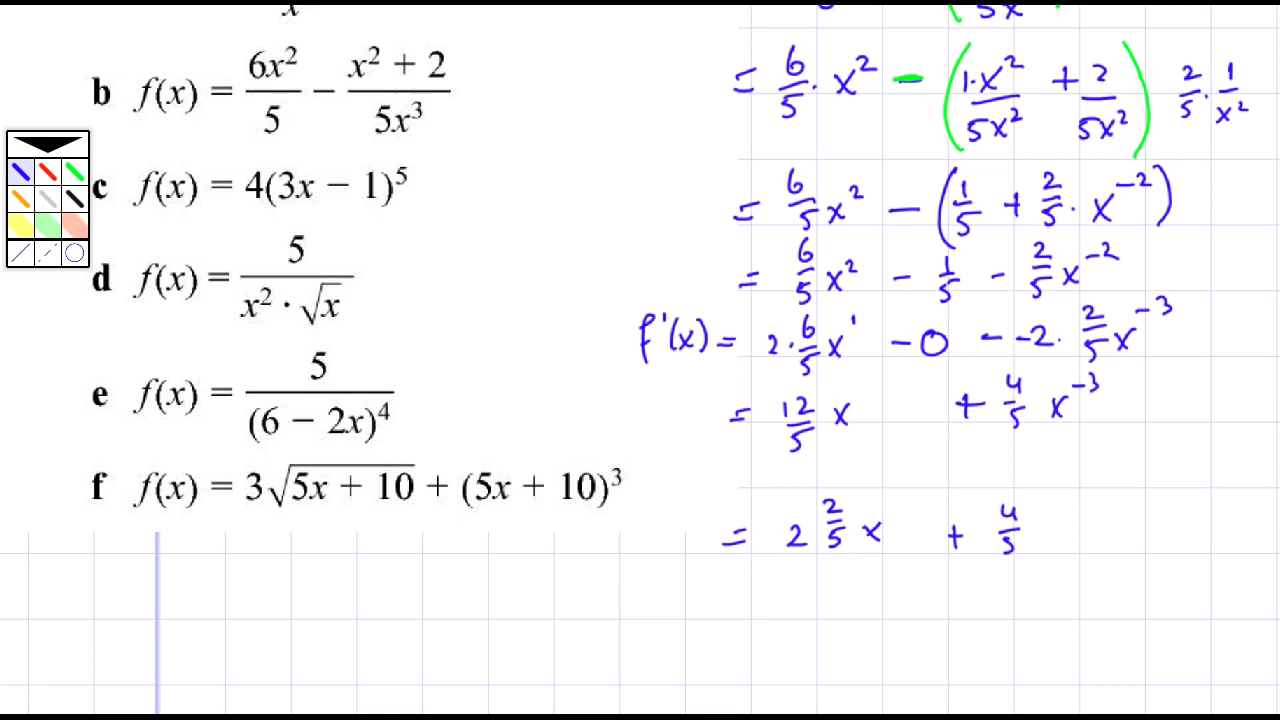 x
b f(x) = 6x²/5 − (x² + 2)/5x³
c f(x) = 4(3x − 1)⁵
d f(x) = 5/(x² · √x)
e f(x) = 5/(6 − 2x)⁴
f f(x) = 3√(5x + 10) + (5x + 10)³
5x
= 6/5 · x² − (1·x²/5x² + 2/5x²) 2/5 · 1/x²
= 6/5 x² − (1/5 + 2/5 · x⁻²)
= 6/5 x² − 1/5 − 2/5 x⁻²
f'(x) = 2 · 6/5 x¹ − 0 − −2 · 2/5 x⁻³
= 12/5 x + 4/5 x⁻³
= 2 2/5 x + 4/5